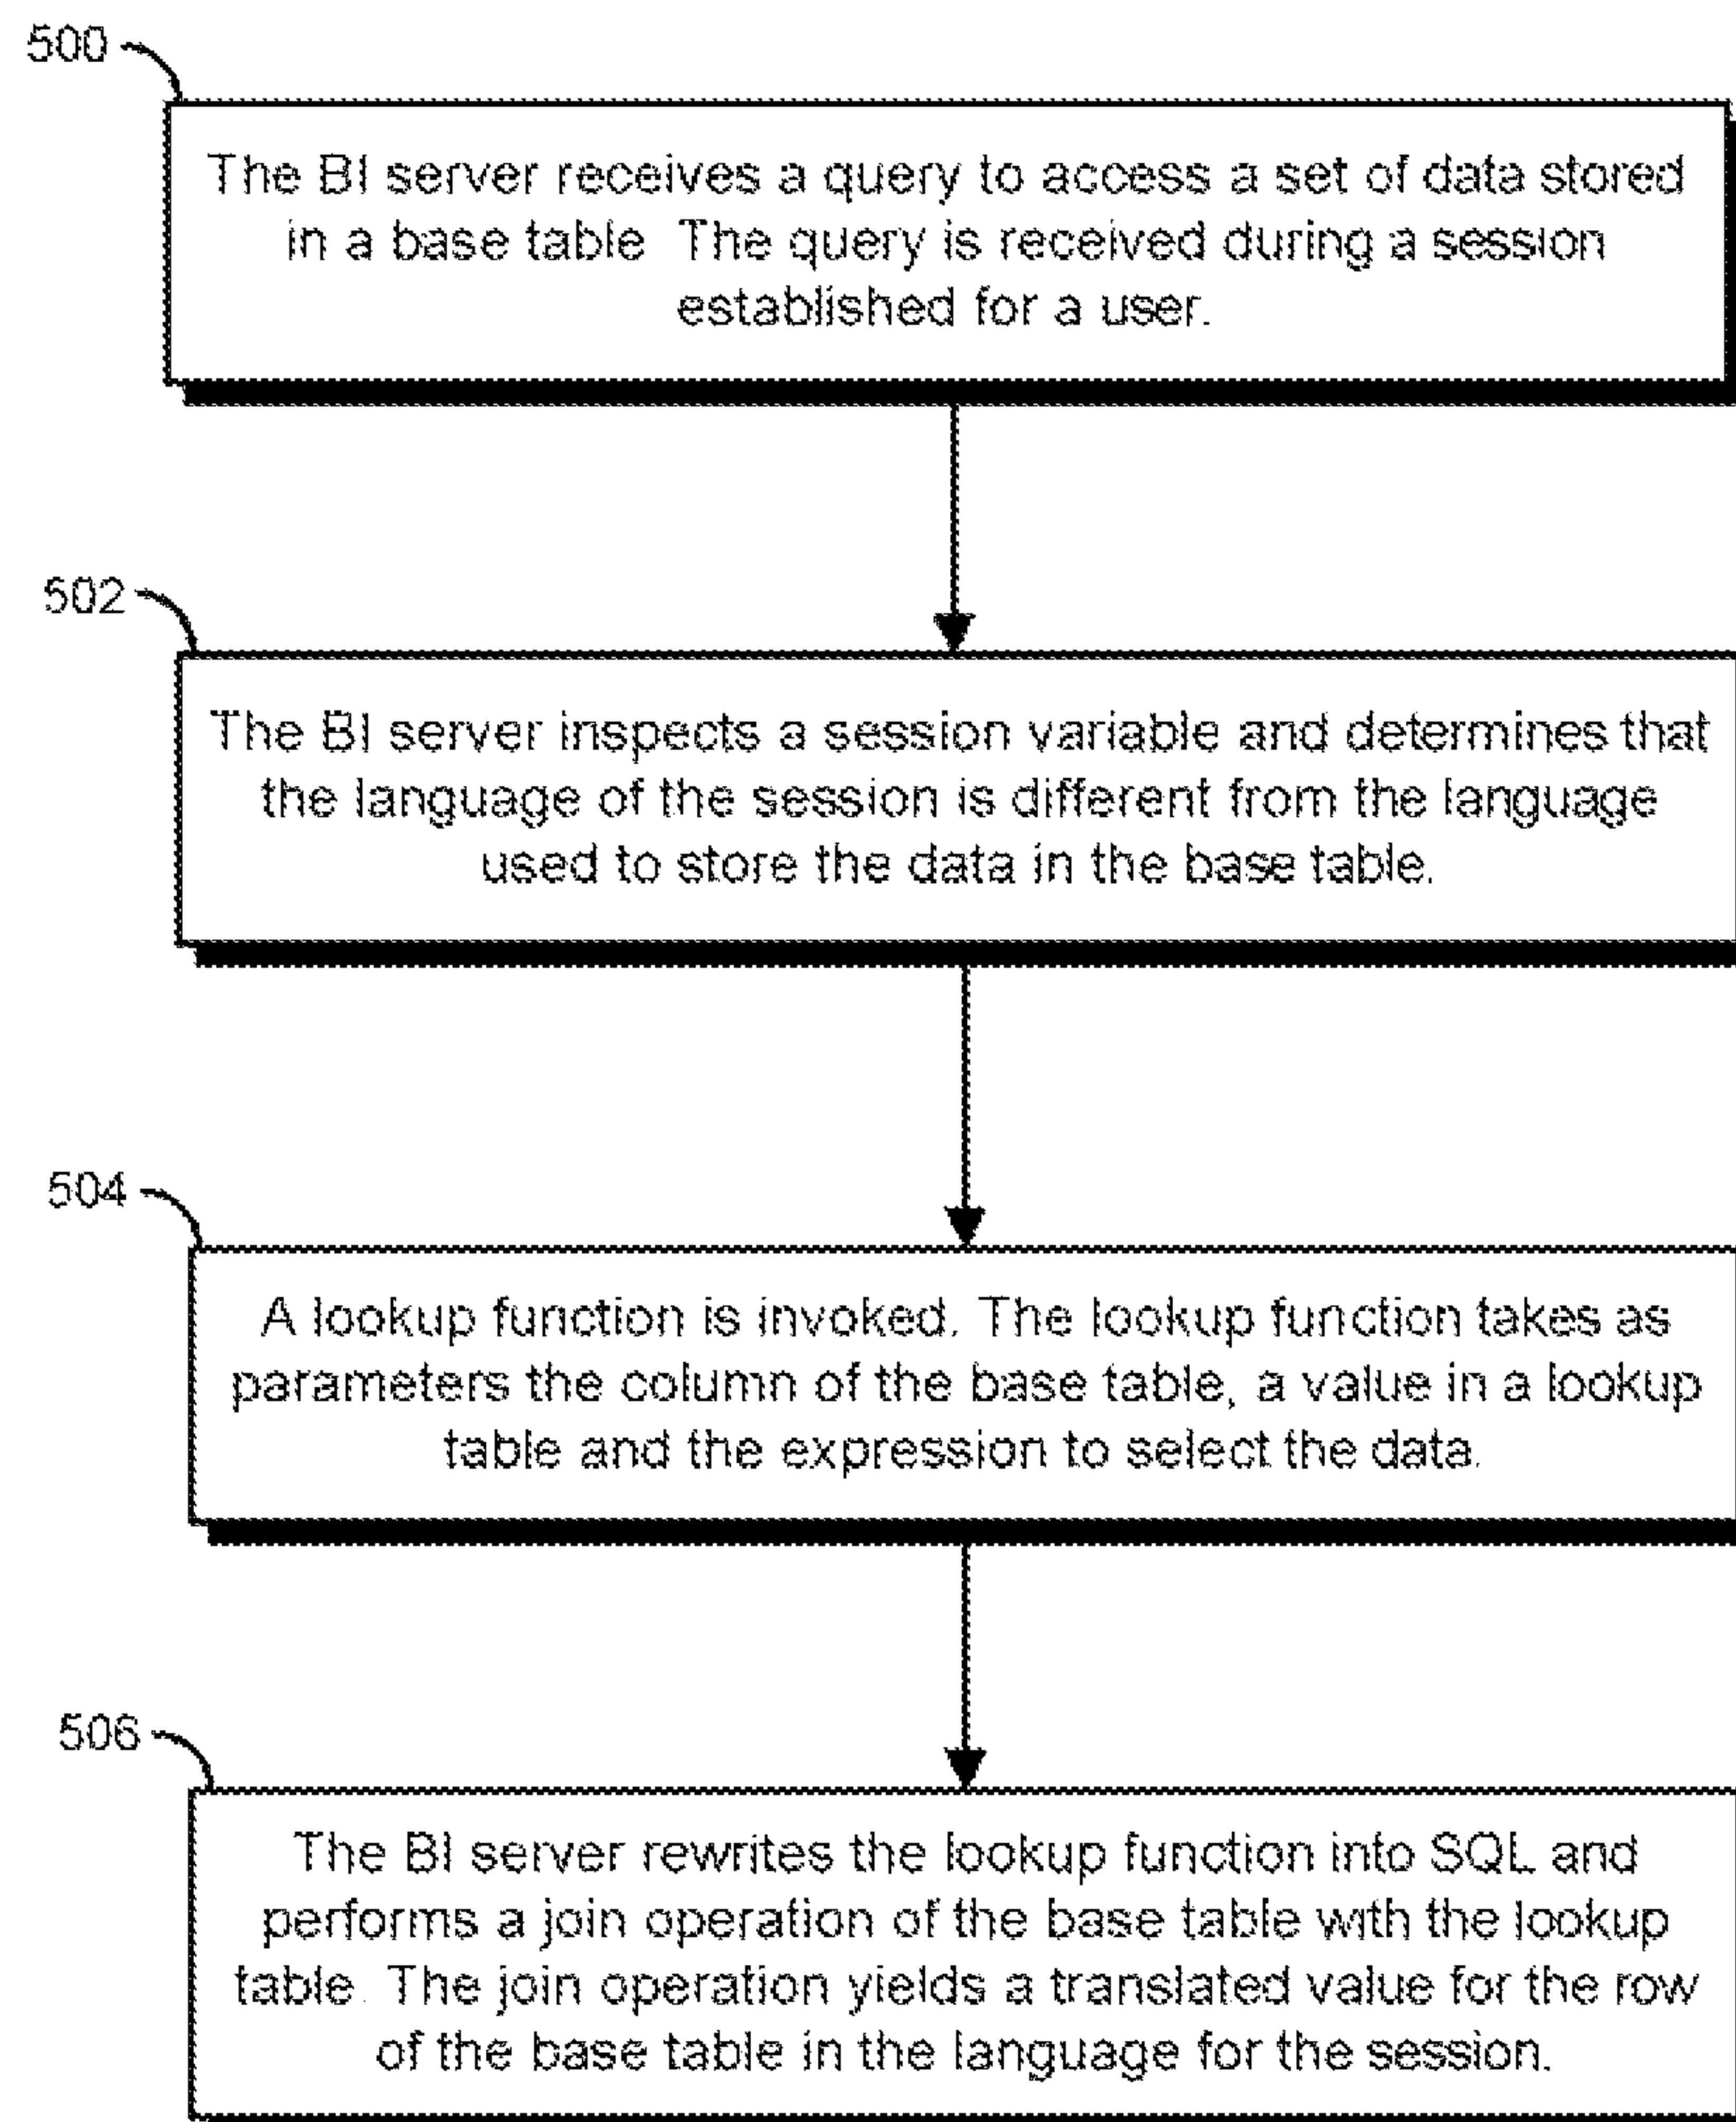 500
The BI server receives a query to access a set of data stored
in a base table. The query is received during a session
established for a user.
502
The BI server inspects a session variable and determines that
the language of the session is different from the language
used to store the data in the base table.
504
A lookup function is invoked. The lookup function takes as
parameters the column of the base table, a value in a lookup
table and the expression to select the data.
506
The BI server rewrites the lookup function into SQL and
performs a join operation of the base table with the lookup
table. The join operation yields a translated value for the row
of the base table in the language for the session.